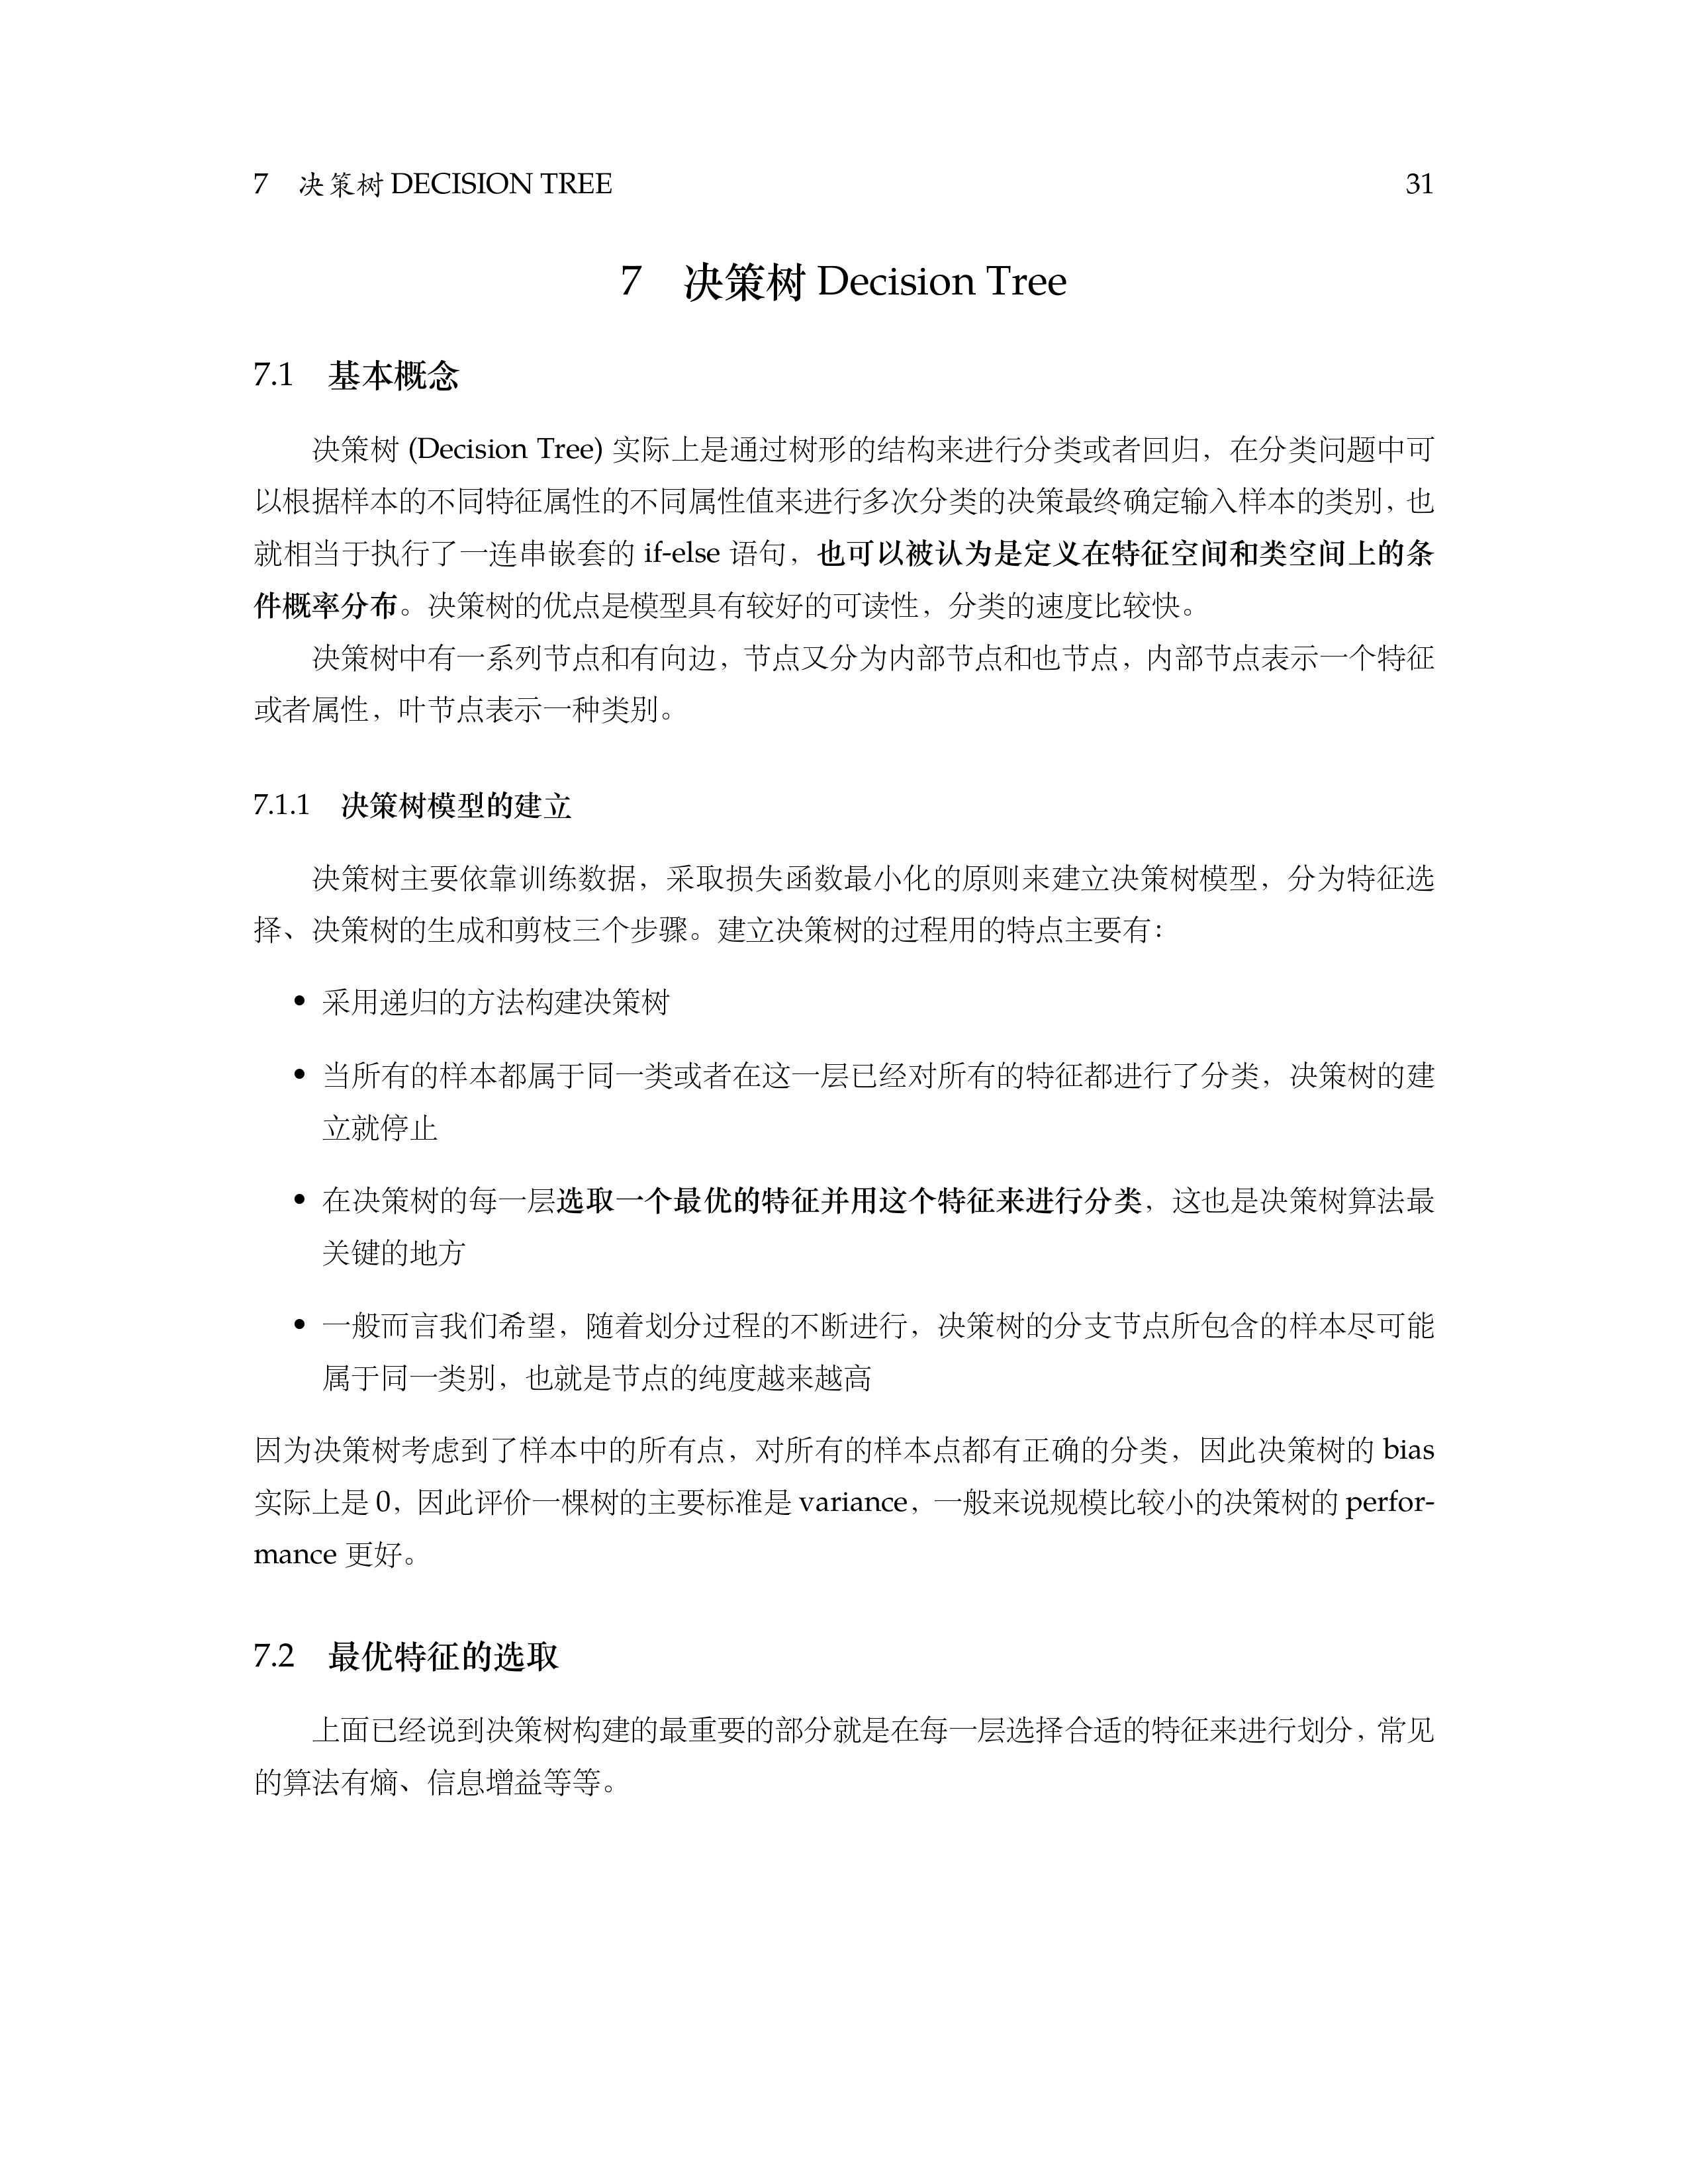 7 决策树 DECISION TREE 31
7 决策树 Decision Tree
7.1 基本概念
决策树 (Decision Tree) 实际上是通过树形的结构来进行分类或者回归，在分类问题中可
以根据样本的不同特征属性的不同属性值来进行多次分类的决策最终确定输入样本的类别，也
就相当于执行了一连串嵌套的 if-else 语句，也可以被认为是定义在特征空间和类空间上的条
件概率分布。决策树的优点是模型具有较好的可读性，分类的速度比较快。
决策树中有一系列节点和有向边，节点又分为内部节点和也节点，内部节点表示一个特征
或者属性，叶节点表示一种类别。
7.1.1 决策树模型的建立
决策树主要依靠训练数据，采取损失函数最小化的原则来建立决策树模型，分为特征选
择、决策树的生成和剪枝三个步骤。建立决策树的过程用的特点主要有：
• 采用递归的方法构建决策树
• 当所有的样本都属于同一类或者在这一层已经对所有的特征都进行了分类，决策树的建
立就停止
• 在决策树的每一层选取一个最优的特征并用这个特征来进行分类，这也是决策树算法最
关键的地方
• 一般而言我们希望，随着划分过程的不断进行，决策树的分支节点所包含的样本尽可能
属于同一类别，也就是节点的纯度越来越高
因为决策树考虑到了样本中的所有点，对所有的样本点都有正确的分类，因此决策树的 bias
实际上是 0，因此评价一棵树的主要标准是 variance，一般来说规模比较小的决策树的 perfor-
mance 更好。
7.2 最优特征的选取
上面已经说到决策树构建的最重要的部分就是在每一层选择合适的特征来进行划分，常见
的算法有熵、信息增益等等。